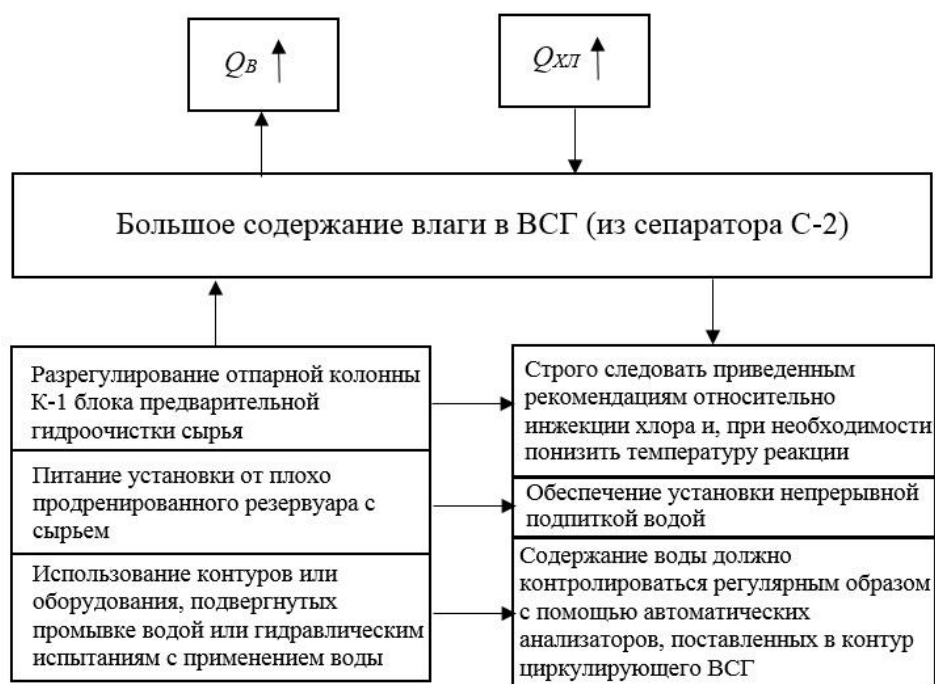 Qв ↑
Qхл ↑
Большое содержание влаги в ВСГ (из сепаратора С-2)
Разрегулирование отпарной колонны
К-1 блока предварительной
гидроочистки сырья
Питание установки от плохо
продренированного резервуара с
сырьем
Использование контуров или
оборудования, подвергнутых
промывке водой или гидравлическим
испытаниям с применением воды
Строго следовать приведенным
рекомендациям относительно
инжекции хлора и, при необходимости
понизить температуру реакции
Обеспечение установки непрерывной
подпиткой водой
Содержание воды должно
контролироваться регулярным образом
с помощью автоматических
анализаторов, поставленных в контур
циркулирующего ВСГ